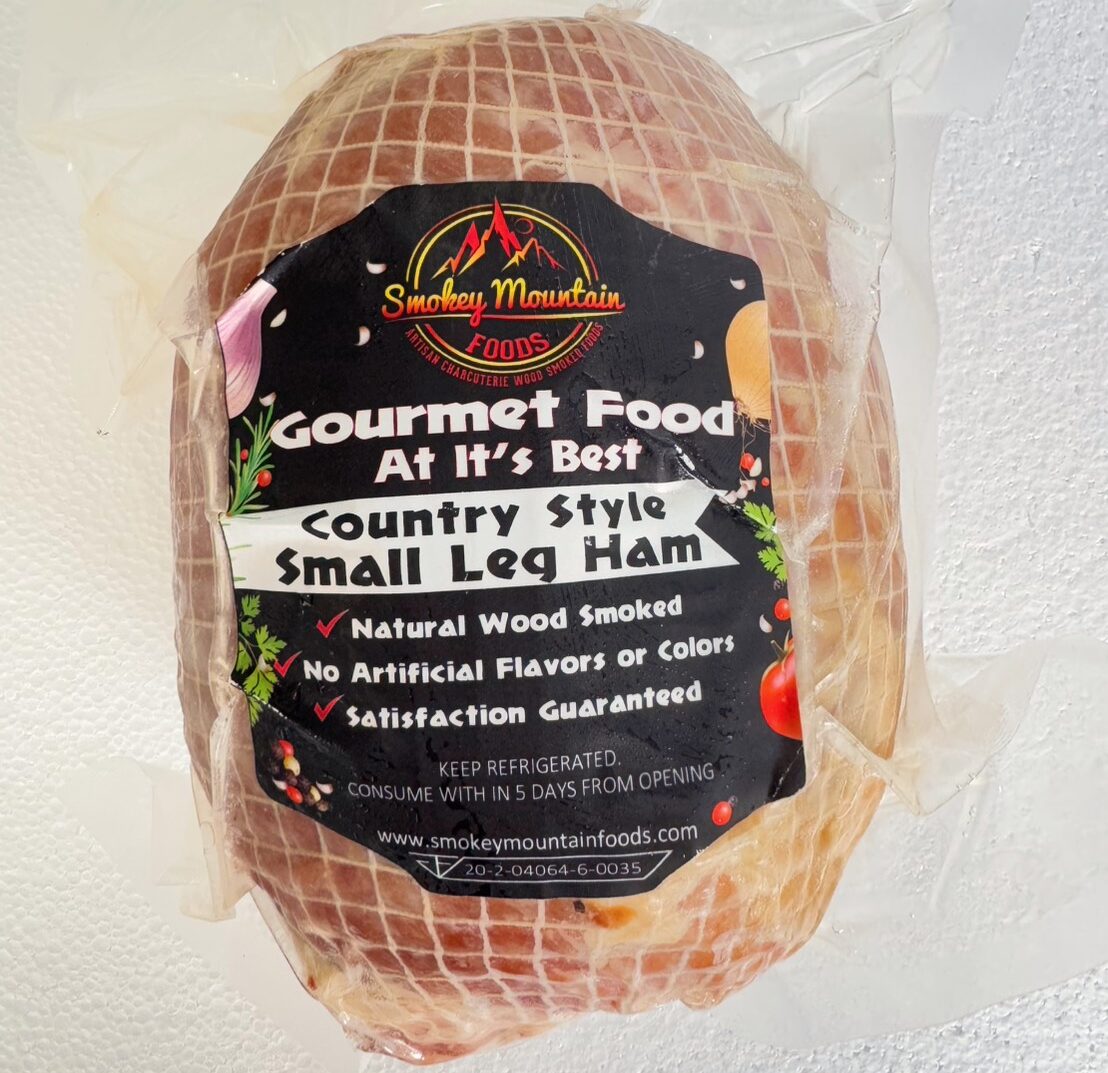 Smokey Mountain
FOODS
ARTISAN CHARCUTERIE WOOD SMOKED FOODS
Gourmet Food
At It's Best
Country Style
Small Leg Ham
Natural Wood Smoked
No Artificial Flavors or Colors
Satisfaction Guaranteed
KEEP REFRIGERATED.
CONSUME WITH IN 5 DAYS FROM OPENING
www.smokeymountainfoods.com
20-2-04064-6-0035